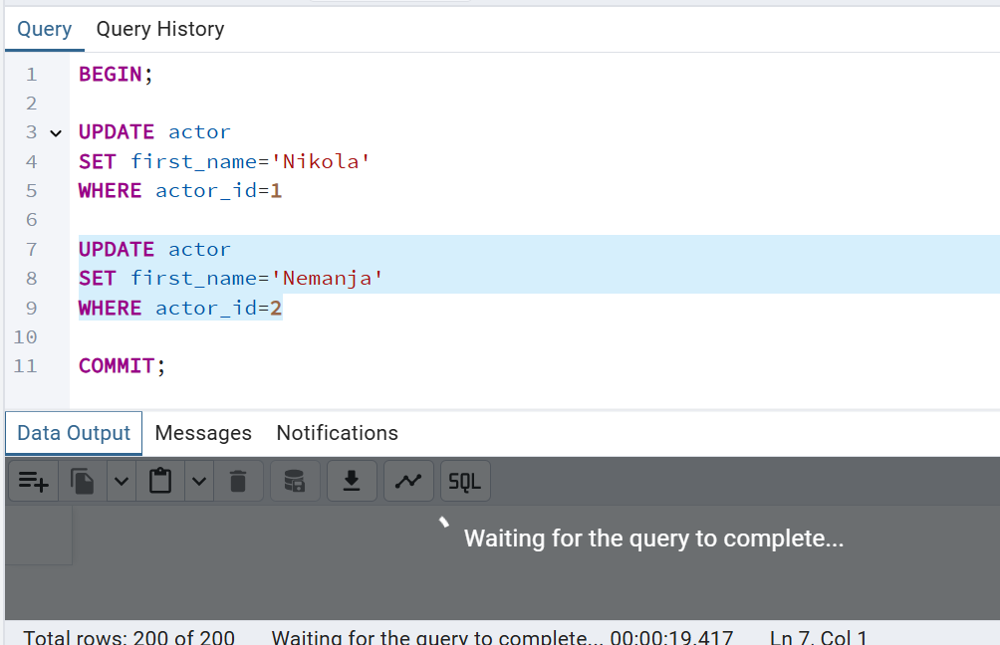 Query Query History
1 BEGIN;
2
3 UPDATE actor
4 SET first_name='Nikola'
5 WHERE actor_id=1
6
7 UPDATE actor
8 SET first_name='Nemanja'
9 WHERE actor_id=2
10
11 COMMIT;
Data Output Messages Notifications
SQL
Waiting for the query to complete...
Total rows: 200 of 200 Waiting for the query to complete... 00:00:19.417 Ln 7, Col 1